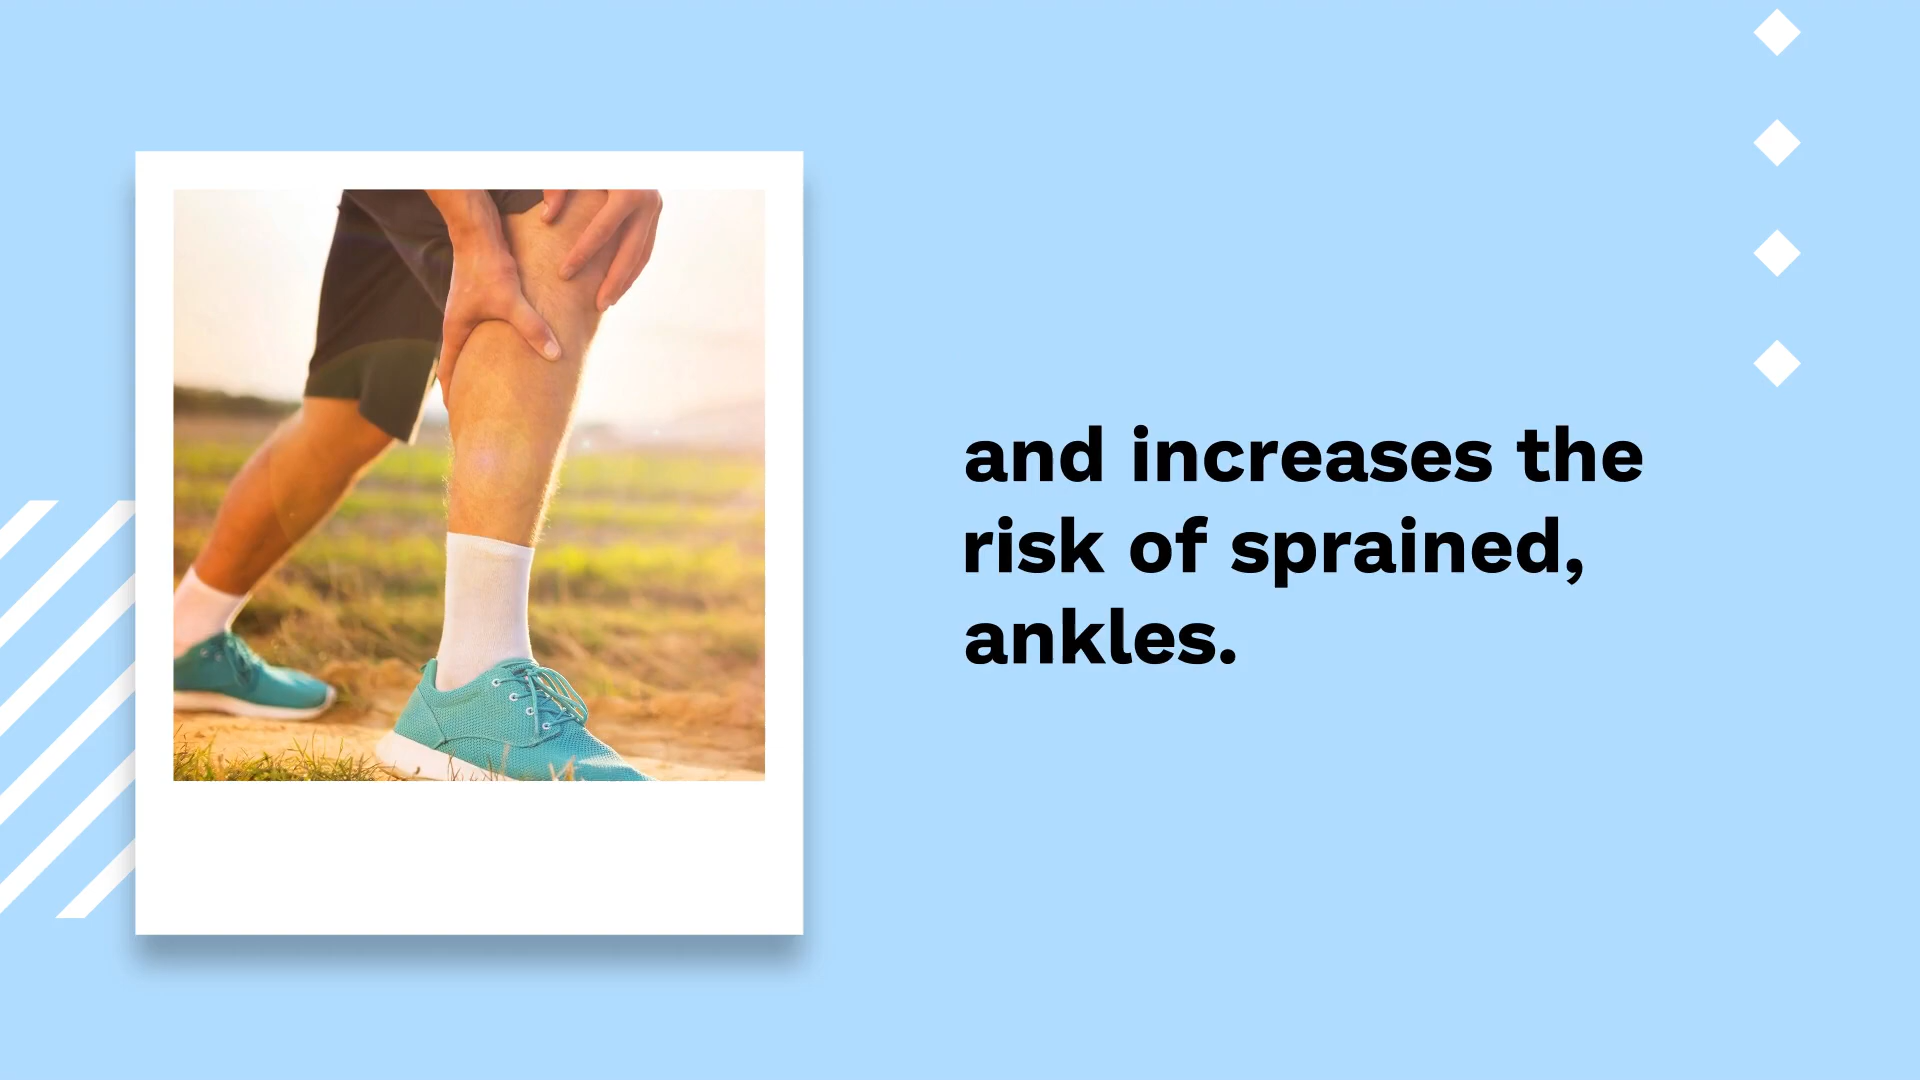 and increases the
risk of sprained,
ankles.